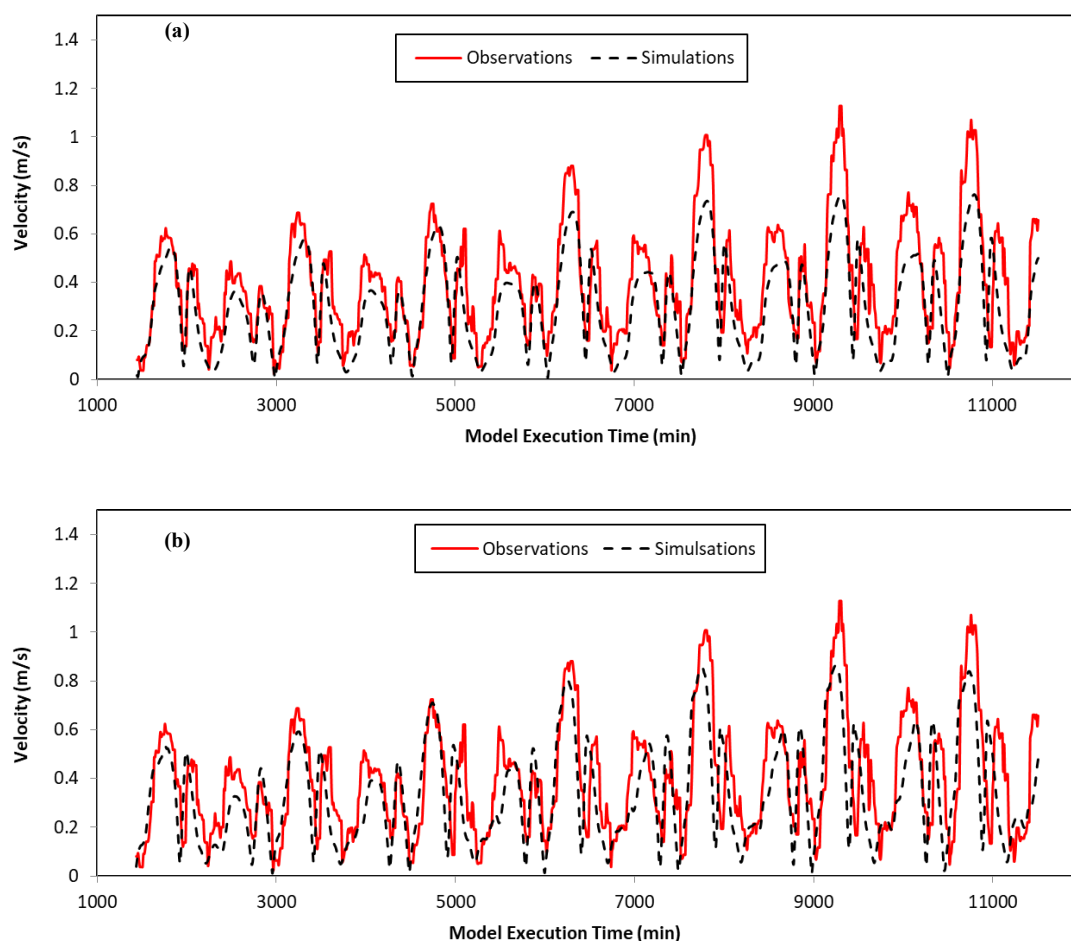 (a)
Observations Simulations
1.4
1.2
1
0.8
0.6
0.4
0.2
0
Velocity (m/s)
1000 3000 5000 7000 9000 11000
Model Execution Time (min)
(b)
Observations Simulsations
1.4
1.2
1
0.8
0.6
0.4
0.2
0
Velocity (m/s)
1000 3000 5000 7000 9000 11000
Model Execution Time (min)